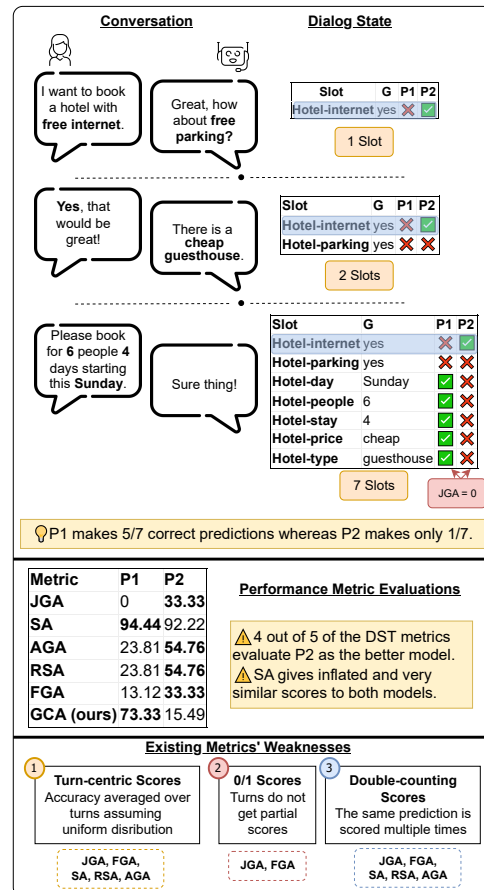 Conversation
Dialog State
I want to book
a hotel with
free internet.
Great, how
about free
parking?
Slot G P1 P2
Hotel-internet yes
1 Slot
Yes, that
would be
great!
There is a
cheap
guesthouse.
Slot G P1 P2
Hotel-internet yes
Hotel-parking yes
2 Slots
Please book
for 6 people 4
days starting
this Sunday.
Sure thing!
Slot G P1 P2
Hotel-internet yes
Hotel-parking yes
Hotel-day Sunday
Hotel-people 6
Hotel-stay 4
Hotel-price cheap
Hotel-type guesthouse
7 Slots
JGA = 0
P1 makes 5/7 correct predictions whereas P2 makes only 1/7.
Metric P1 P2
JGA 0 33.33
SA 94.44 92.22
AGA 23.81 54.76
RSA 23.81 54.76
FGA 13.12 33.33
GCA (ours) 73.33 15.49
Performance Metric Evaluations
4 out of 5 of the DST metrics
evaluate P2 as the better model.
SA gives inflated and very
similar scores to both models.
Existing Metrics' Weaknesses
1
Turn-centric Scores
Accuracy averaged over
turns assuming
uniform disribution
JGA, FGA,
SA, RSA, AGA
2
0/1 Scores
Turns do not
get partial
scores
JGA, FGA
3
Double-counting
Scores
The same prediction is
scored multiple times
JGA, FGA,
SA, RSA, AGA